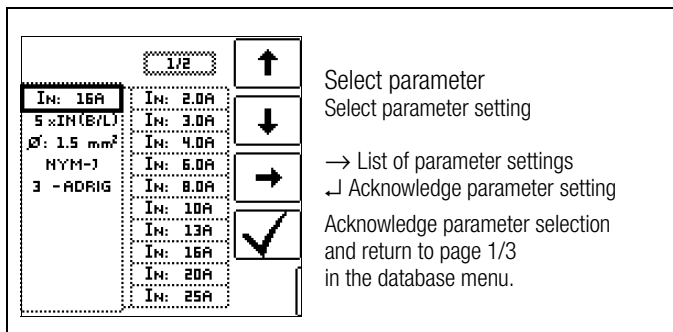 1/2
IN: 16A
5 xIN(B/L)
Ø: 1.5 mm²
NYM-J
3 -ADRIG
IN: 2.0A
IN: 3.0A
IN: 4.0A
IN: 6.0A
IN: 8.0A
IN: 10A
IN: 13A
IN: 16A
IN: 20A
IN: 25A
Select parameter
Select parameter setting
→ List of parameter settings
↵ Acknowledge parameter setting
Acknowledge parameter selection
and return to page 1/3
in the database menu.